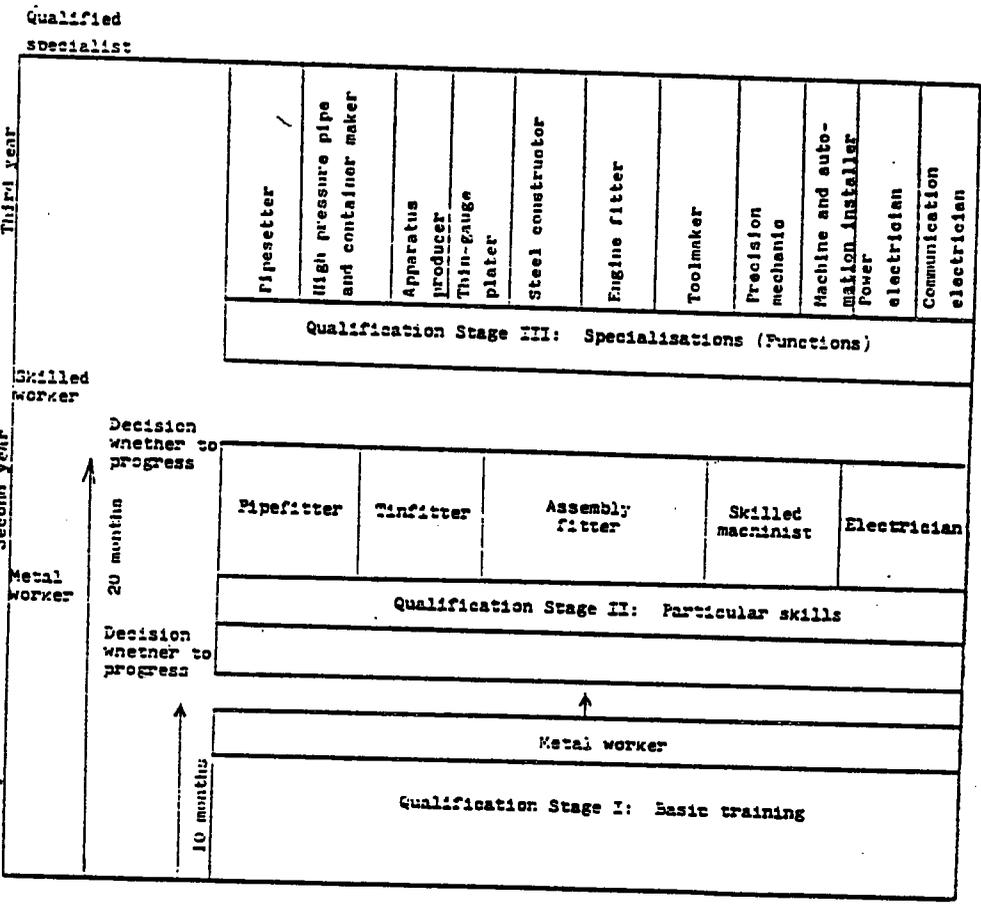 Qualified
specialist
Third year
Pipesetter
High pressure pipe
and container maker
Apparatus
producer
Thin-gauge
plater
Steel constructor
Engine fitter
Toolmaker
Precision
mechanic
Machine and auto-
mation installer
Power
electrician
Communication
electrician
Qualification Stage III: Specialisations (Functions)
Skilled
worker
Decision
whether to
progress
Second year
20 months
Pipefitter
Tinfitter
Assembly
fitter
Skilled
machinist
Electrician
Metal
worker
Qualification Stage II: Particular skills
Decision
whether to
progress
Metal worker
10 months
Qualification Stage I: Basic training